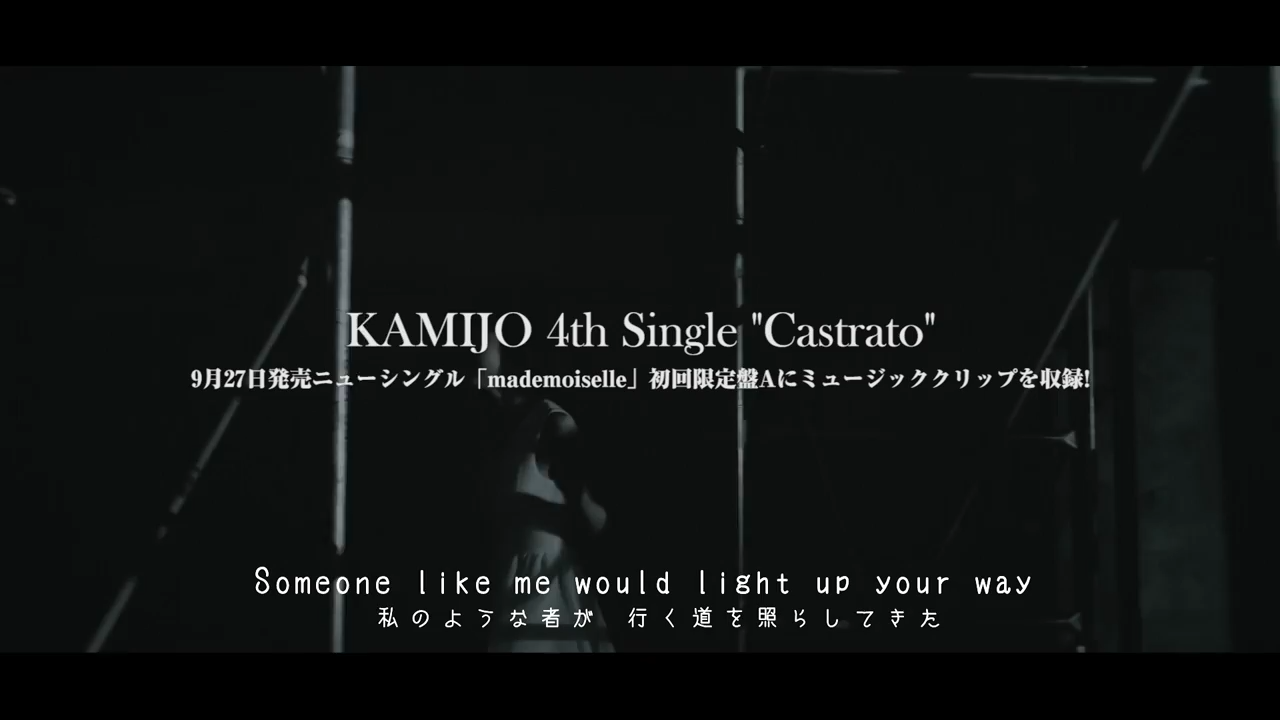 KAMIJO 4th Single "Castrato"
9月27日発売ニューシングル「mademoiselle」初回限定盤Aにミュージッククリップを収録!
Someone like me would light up your way
私のような者が 行く道を照らしてきた